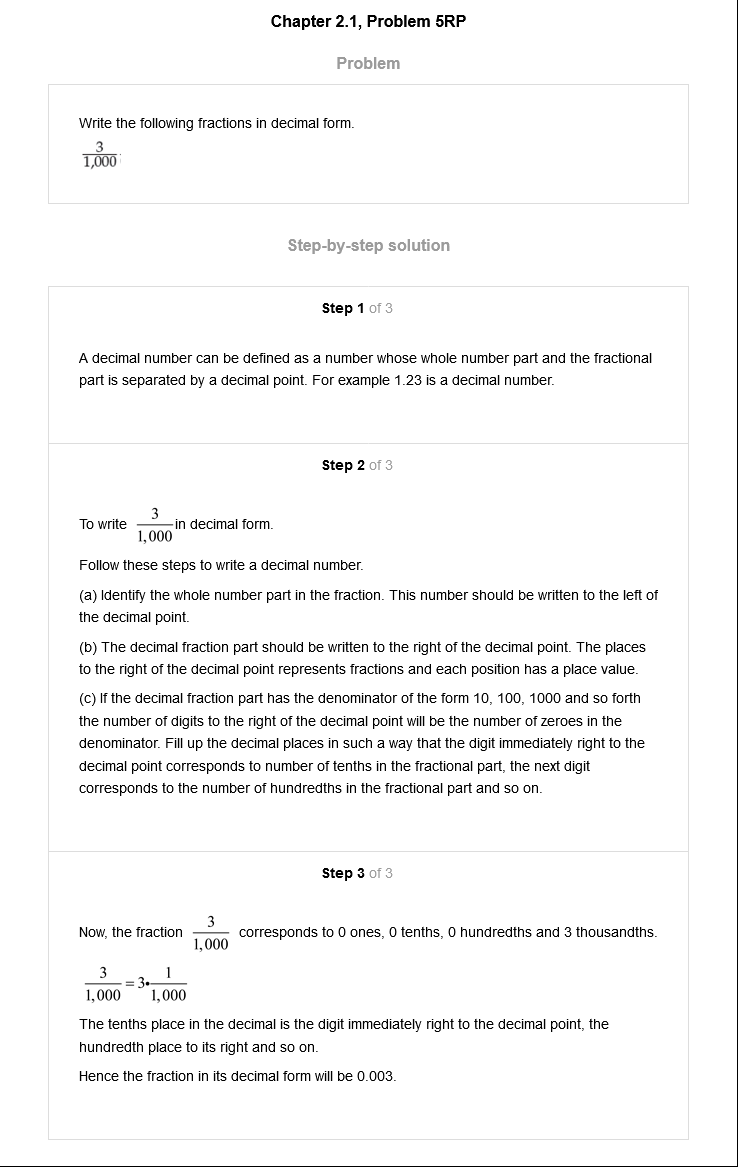 Chapter 2.1, Problem 5RP
Problem
Write the following fractions in decimal form.
3
1,000
Step-by-step solution
Step 1 of 3
A decimal number can be defined as a number whose whole number part and the fractional
part is separated by a decimal point. For example 1.23 is a decimal number.
Step 2 of 3
To write 3/1,000 in decimal form.
Follow these steps to write a decimal number.
(a) Identify the whole number part in the fraction. This number should be written to the left of
the decimal point.
(b) The decimal fraction part should be written to the right of the decimal point. The places
to the right of the decimal point represents fractions and each position has a place value.
(c) If the decimal fraction part has the denominator of the form 10, 100, 1000 and so forth
the number of digits to the right of the decimal point will be the number of zeroes in the
denominator. Fill up the decimal places in such a way that the digit immediately right to the
decimal point corresponds to number of tenths in the fractional part, the next digit
corresponds to the number of hundredths in the fractional part and so on.
Step 3 of 3
Now, the fraction 3/1,000 corresponds to 0 ones, 0 tenths, 0 hundredths and 3 thousandths.
3/1,000 = 3•1/1,000
The tenths place in the decimal is the digit immediately right to the decimal point, the
hundredth place to its right and so on.
Hence the fraction in its decimal form will be 0.003.